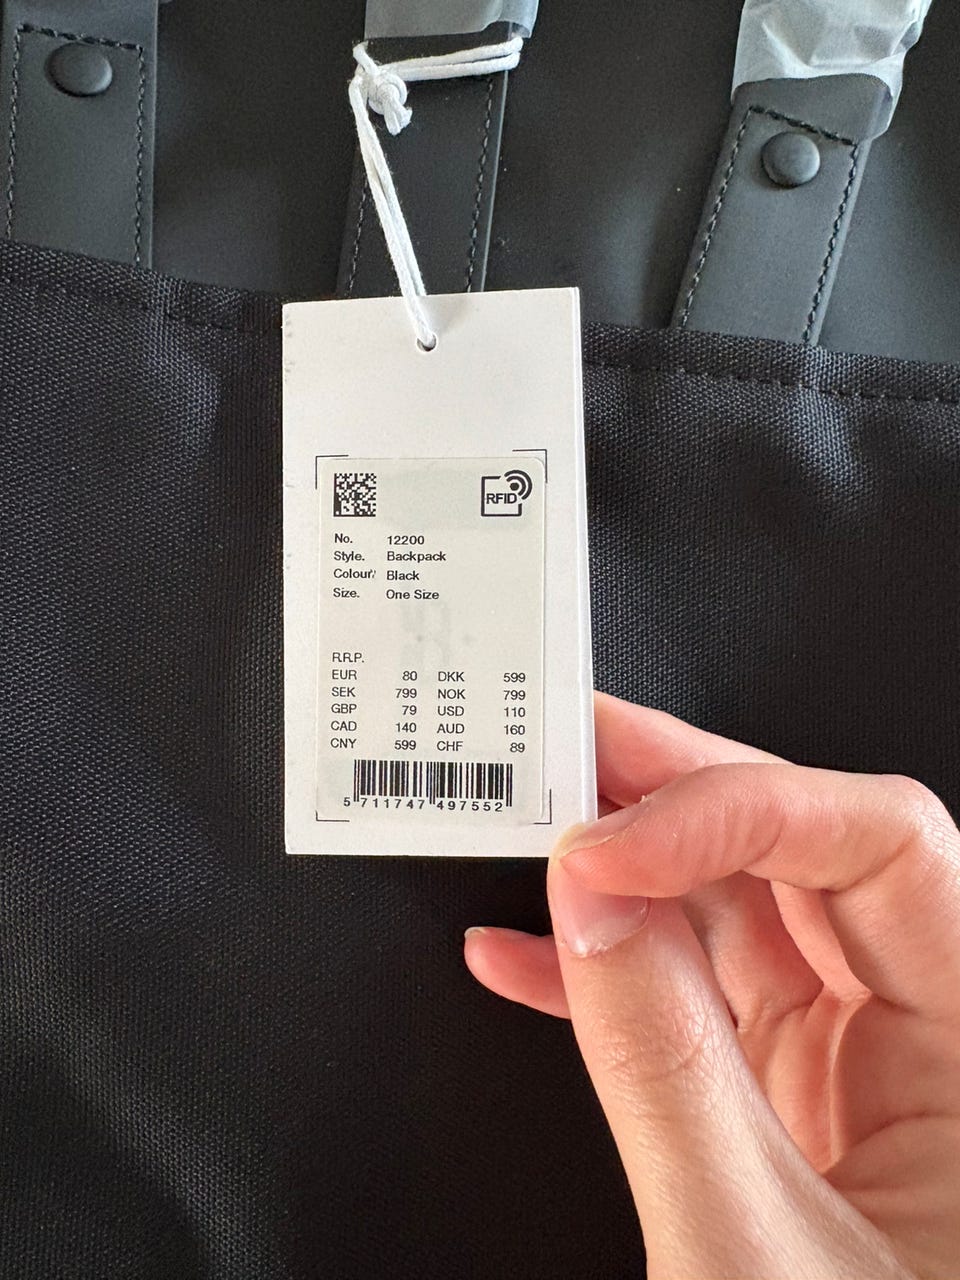 RFID
No. 12200
Style. Backpack
Colour/ Black
Size. One Size
R.R.P.
EUR 80 DKK 599
SEK 799 NOK 799
GBP 79 USD 110
CAD 140 AUD 160
CNY 599 CHF 89
5 711747 497552